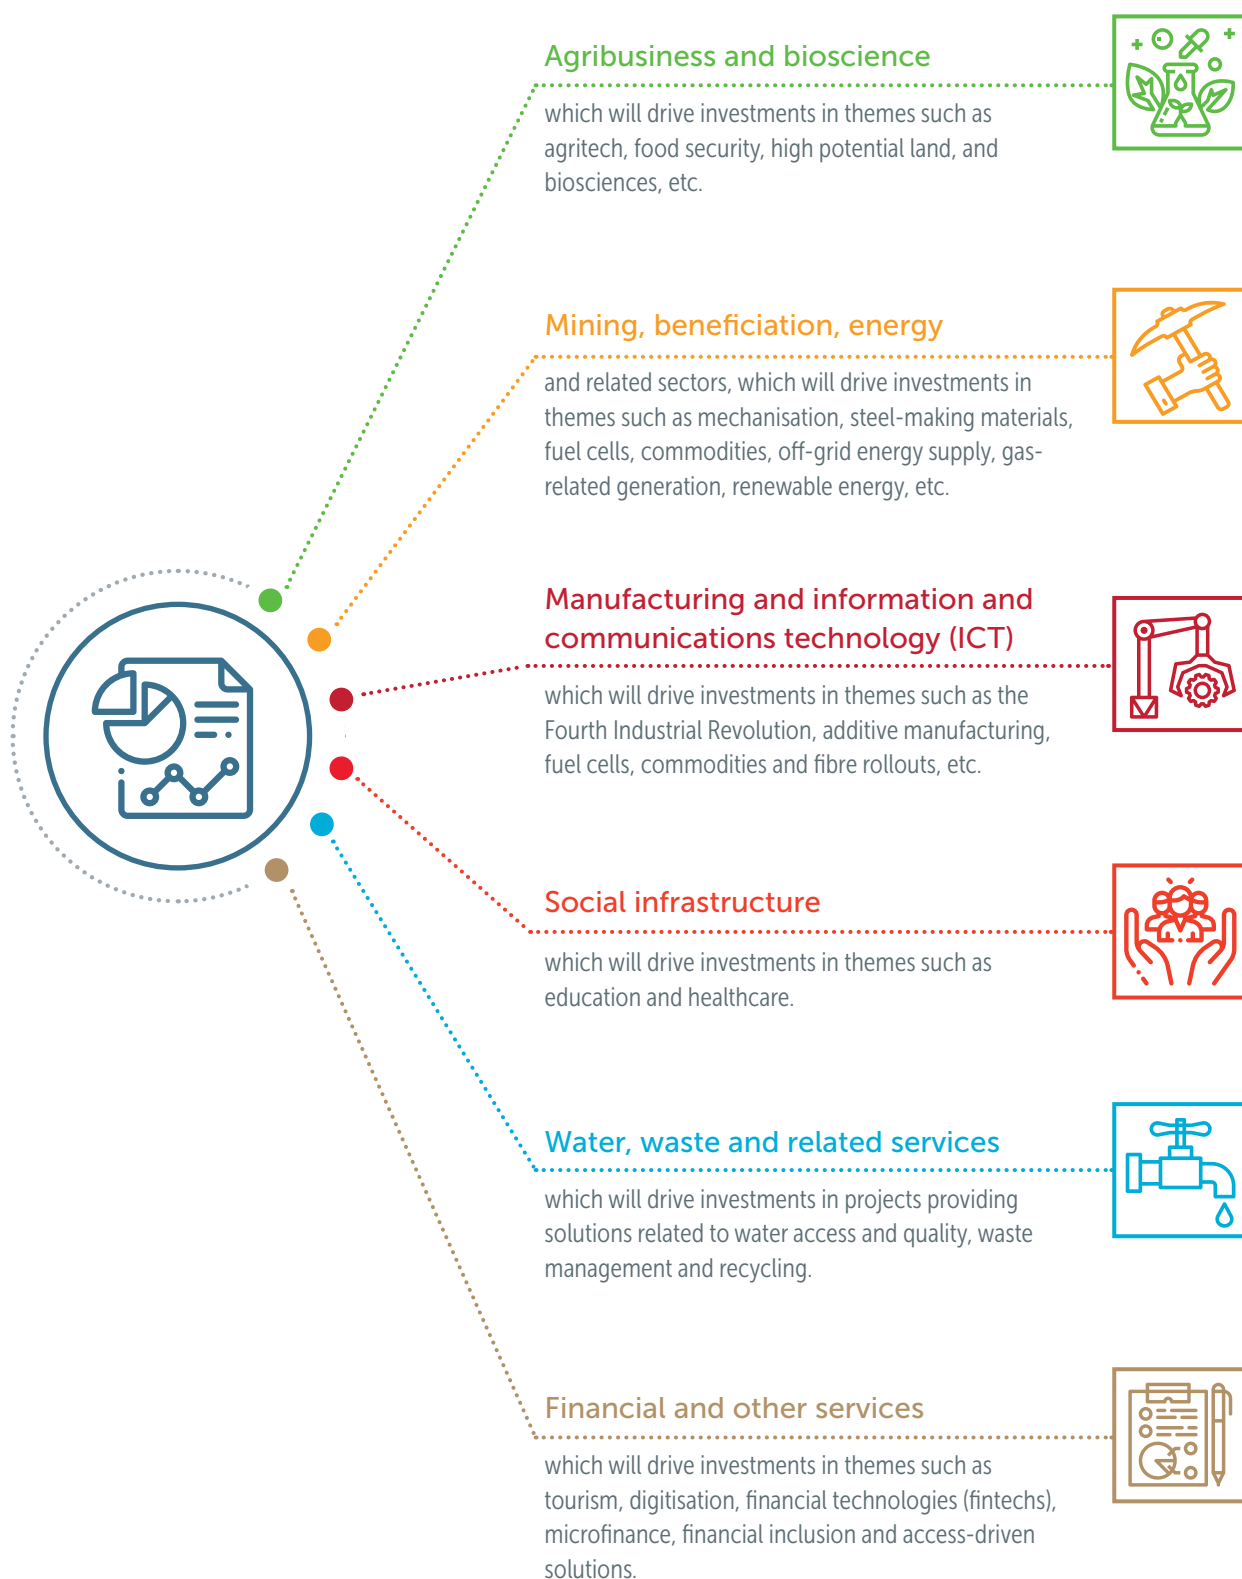 Agribusiness and bioscience
which will drive investments in themes such as
agritech, food security, high potential land, and
biosciences, etc.
Mining, beneficiation, energy
and related sectors, which will drive investments in
themes such as mechanisation, steel-making materials,
fuel cells, commodities, off-grid energy supply, gas-
related generation, renewable energy, etc.
Manufacturing and information and
communications technology (ICT)
which will drive investments in themes such as the
Fourth Industrial Revolution, additive manufacturing,
fuel cells, commodities and fibre rollouts, etc.
Social infrastructure
which will drive investments in themes such as
education and healthcare.
Water, waste and related services
which will drive investments in projects providing
solutions related to water access and quality, waste
management and recycling.
Financial and other services
which will drive investments in themes such as
tourism, digitisation, financial technologies (fintechs),
microfinance, financial inclusion and access-driven
solutions.